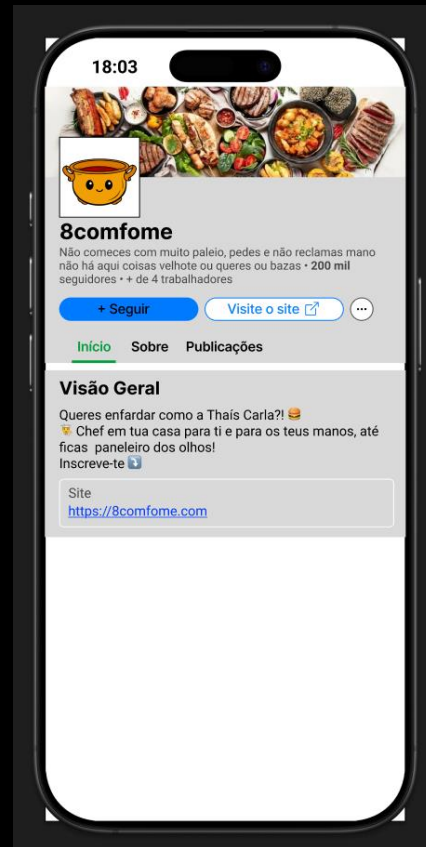 18:03
8comfome
Não comeces com muito paleio, pedes e não reclamas mano
não há aqui coisas velhote ou queres ou bazas • 200 mil
seguidores • + de 4 trabalhadores
+ Seguir
Visite o site
Início Sobre Publicações
Visão Geral
Queres enfardar como a Thaís Carla?! 🍔
👨‍🍳 Chef em tua casa para ti e para os teus manos, até
ficas paneleiro dos olhos!
Inscreve-te ⤵️
Site
https://8comfome.com